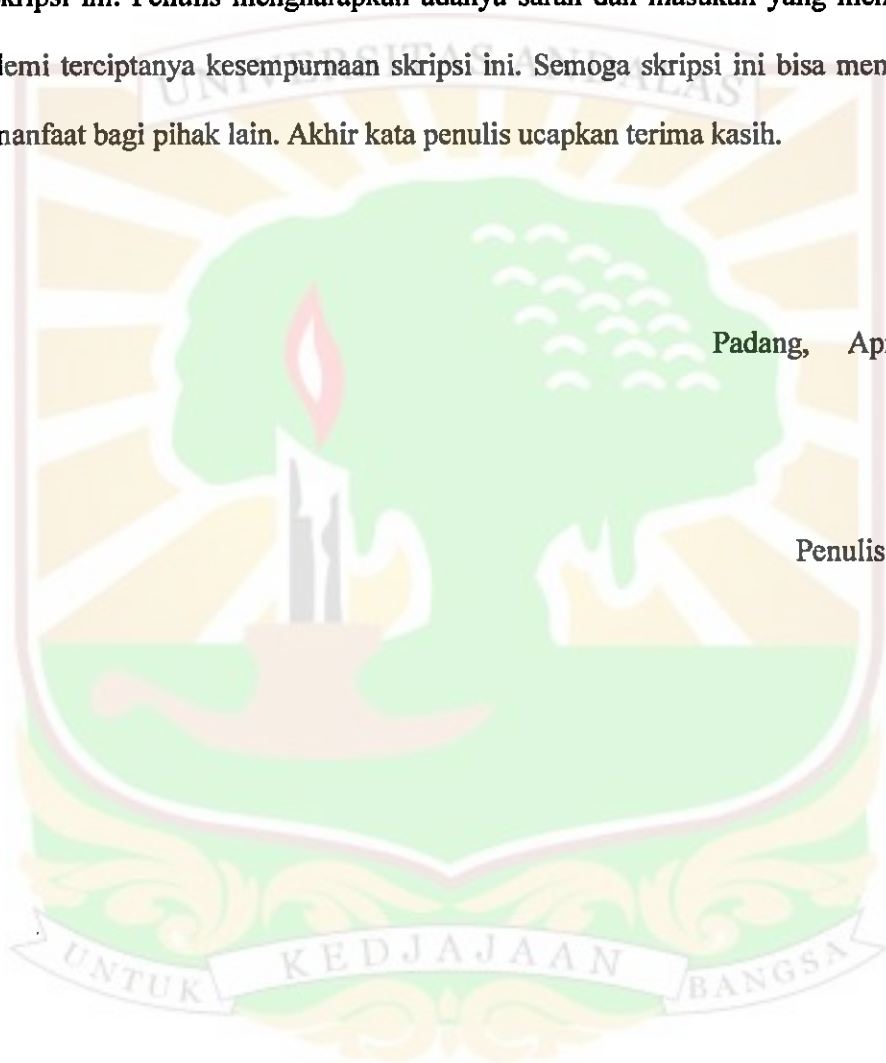 skripsi ini. Penulis mengharapkan adanya saran dan masukan yang mem
demi terciptanya kesempurnaan skripsi ini. Semoga skripsi ini bisa mem
manfaat bagi pihak lain. Akhir kata penulis ucapkan terima kasih.
UNIVERSITAS ANDALAS
Padang, Apr
Penulis
UNTUK KEDJAJAAN BANGSA